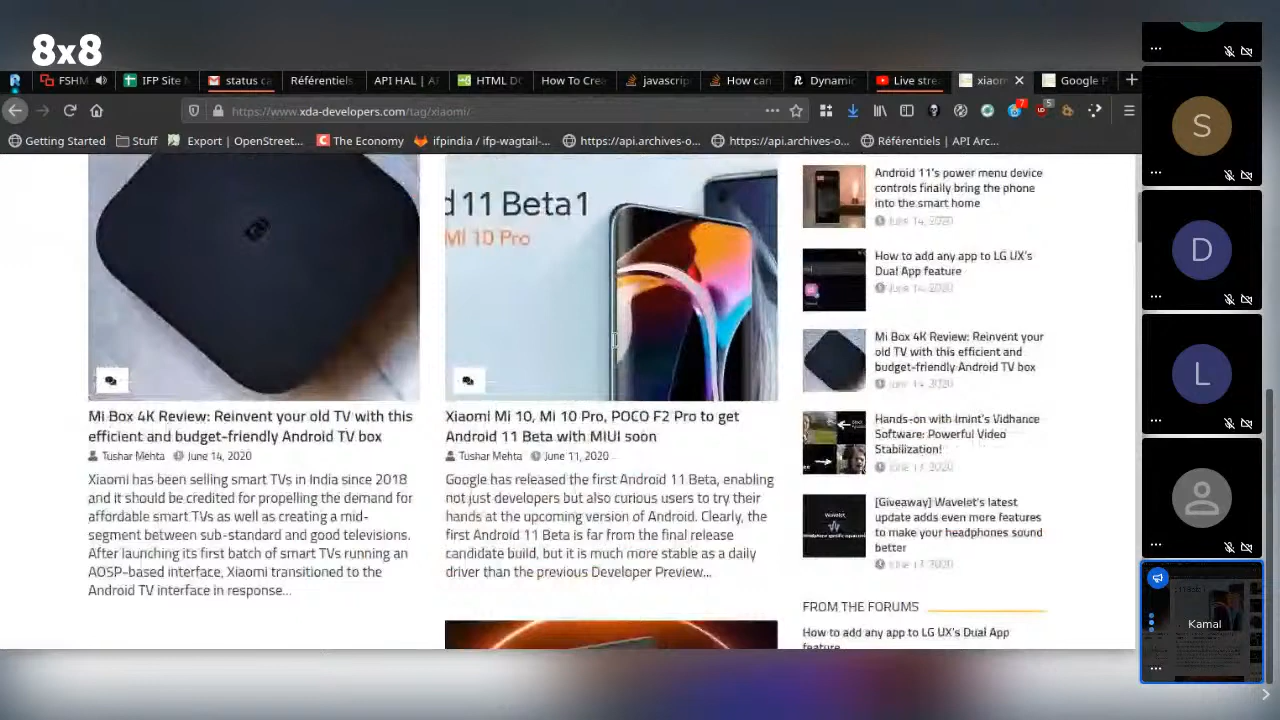 8x8
FSHM
IFP Site
status ca
Référentiels
API HAL | A
HTML DO
How To Crea
javascrip
How can
Dynamic
Live stre
xiaom
Google P
https://www.xda-developers.com/tag/xiaomi/
7
5
Getting Started
Stuff
Export | OpenStreet...
The Economy
ifpindia / ifp-wagtail-...
https://api.archives-o...
https://api.archives-o...
Référentiels | API Arc...
d 11 Beta1
MI 10 Pro
Mi Box 4K Review: Reinvent your old TV with this
efficient and budget-friendly Android TV box
Tushar Mehta June 14, 2020
Xiaomi has been selling smart TVs in India since 2018
and it should be credited for propelling the demand for
affordable smart TVs as well as creating a mid-
segment between sub-standard and good televisions.
After launching its first batch of smart TVs running an
AOSP-based interface, Xiaomi transitioned to the
Android TV interface in response...
Xiaomi Mi 10, Mi 10 Pro, POCO F2 Pro to get
Android 11 Beta with MIUI soon
Tushar Mehta June 11, 2020
Google has released the first Android 11 Beta, enabling
not just developers but also curious users to try their
hands at the upcoming version of Android. Clearly, the
first Android 11 Beta is far from the final release
candidate build, but it is much more stable as a daily
driver than the previous Developer Preview...
Android 11's power menu device
controls finally bring the phone
into the smart home
June 14, 2020
How to add any app to LG UX's
Dual App feature
June 14, 2020
Mi Box 4K Review: Reinvent your
old TV with this efficient and
budget-friendly Android TV box
June 14, 2020
Hands-on with Imint's Vidhance
Software: Powerful Video
Stabilization!
[Giveaway] Wavelet's latest
update adds even more features
to make your headphones sound
better
FROM THE FORUMS
How to add any app to LG UX's Dual App
feature
S
D
L
Kamal